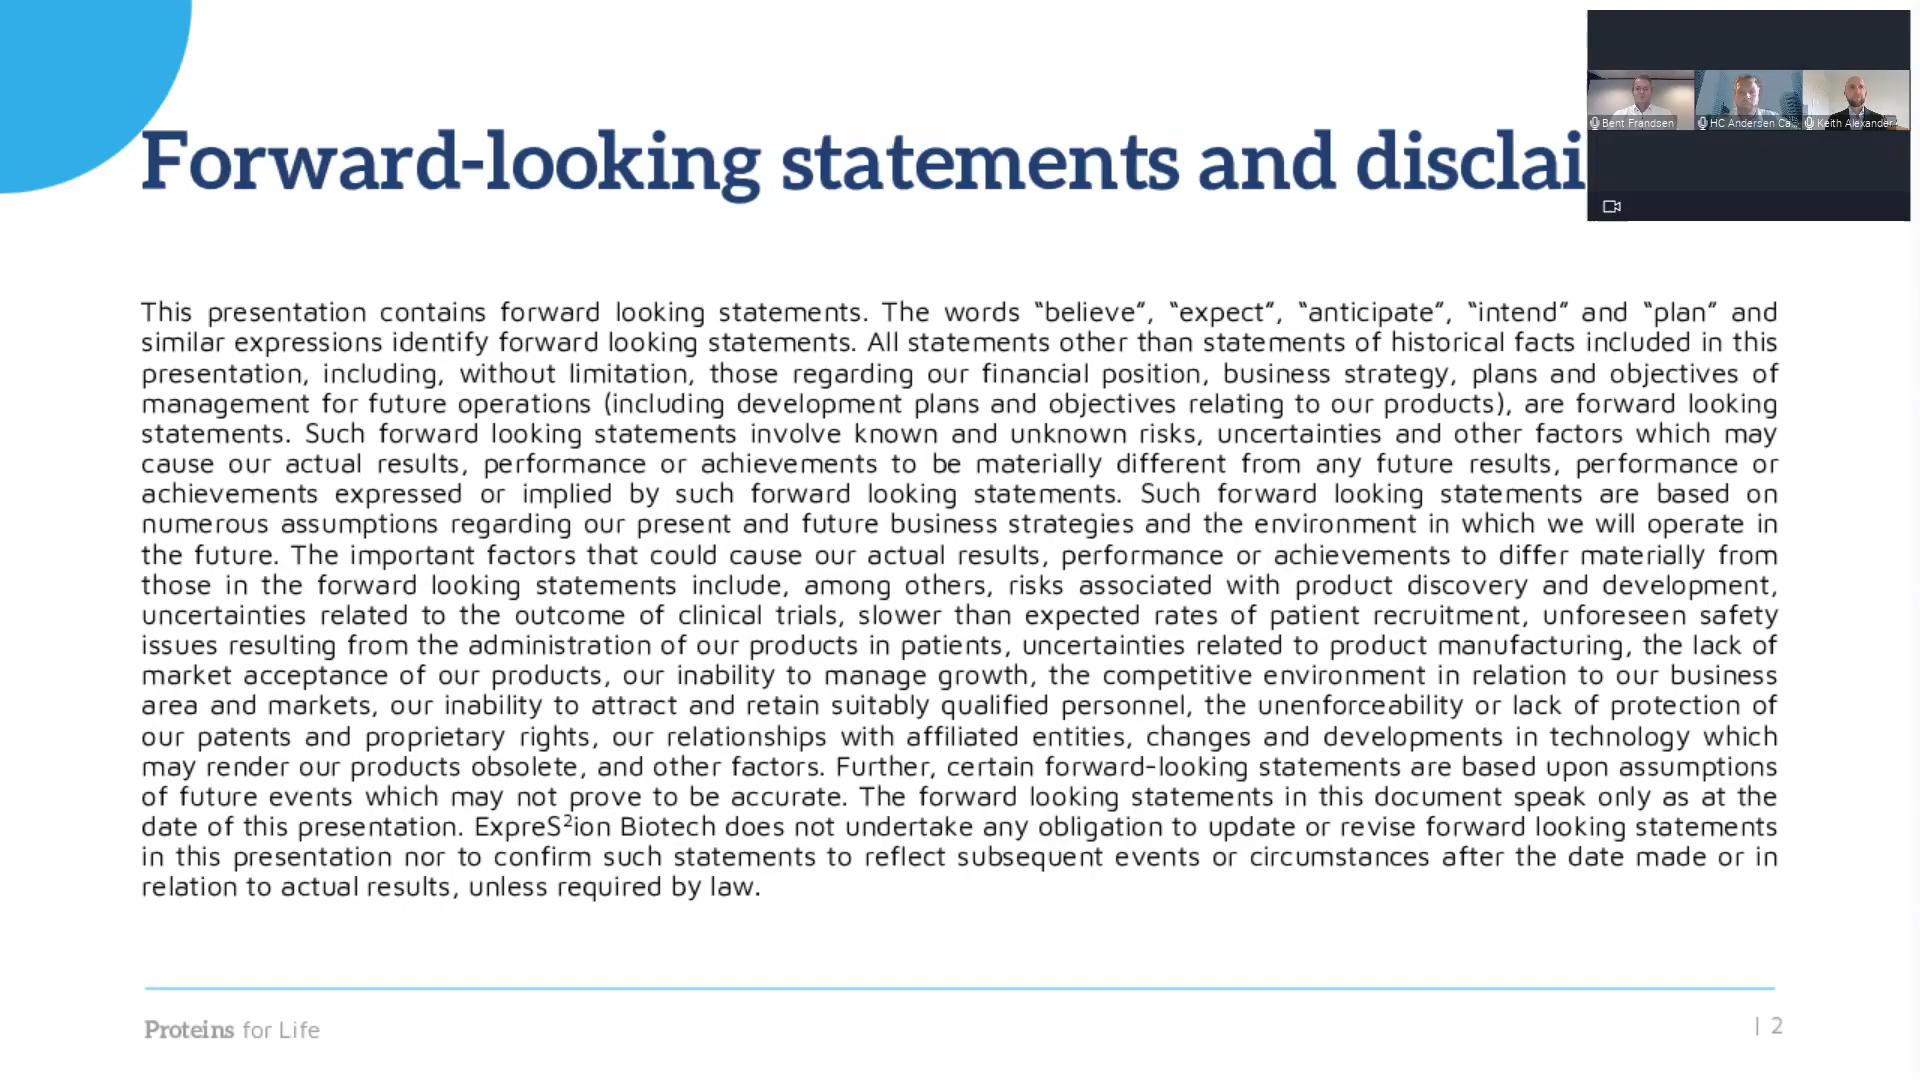 Forward-looking statements and disclai
Bent Frandsen
HC Andersen Ca...
Keith Alexander
This presentation contains forward looking statements. The words “believe”, “expect”, “anticipate”, “intend” and “plan” and
similar expressions identify forward looking statements. All statements other than statements of historical facts included in this
presentation, including, without limitation, those regarding our financial position, business strategy, plans and objectives of
management for future operations (including development plans and objectives relating to our products), are forward looking
statements. Such forward looking statements involve known and unknown risks, uncertainties and other factors which may
cause our actual results, performance or achievements to be materially different from any future results, performance or
achievements expressed or implied by such forward looking statements. Such forward looking statements are based on
numerous assumptions regarding our present and future business strategies and the environment in which we will operate in
the future. The important factors that could cause our actual results, performance or achievements to differ materially from
those in the forward looking statements include, among others, risks associated with product discovery and development,
uncertainties related to the outcome of clinical trials, slower than expected rates of patient recruitment, unforeseen safety
issues resulting from the administration of our products in patients, uncertainties related to product manufacturing, the lack of
market acceptance of our products, our inability to manage growth, the competitive environment in relation to our business
area and markets, our inability to attract and retain suitably qualified personnel, the unenforceability or lack of protection of
our patents and proprietary rights, our relationships with affiliated entities, changes and developments in technology which
may render our products obsolete, and other factors. Further, certain forward-looking statements are based upon assumptions
of future events which may not prove to be accurate. The forward looking statements in this document speak only as at the
date of this presentation. ExpreS²ion Biotech does not undertake any obligation to update or revise forward looking statements
in this presentation nor to confirm such statements to reflect subsequent events or circumstances after the date made or in
relation to actual results, unless required by law.
Proteins for Life
| 2